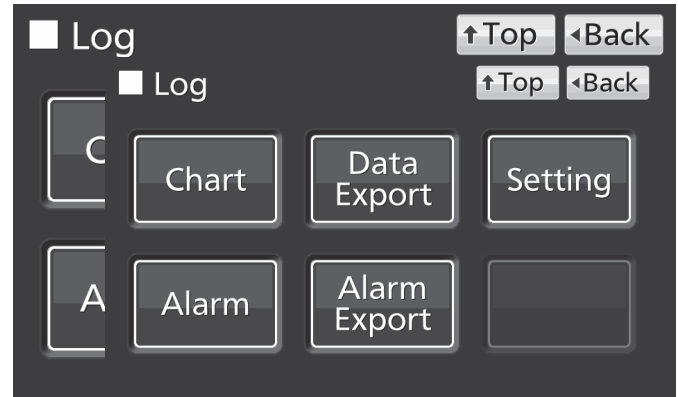 Log ↑Top ◂Back
Log ↑Top ◂Back
Chart Data Export Setting
Alarm Alarm Export